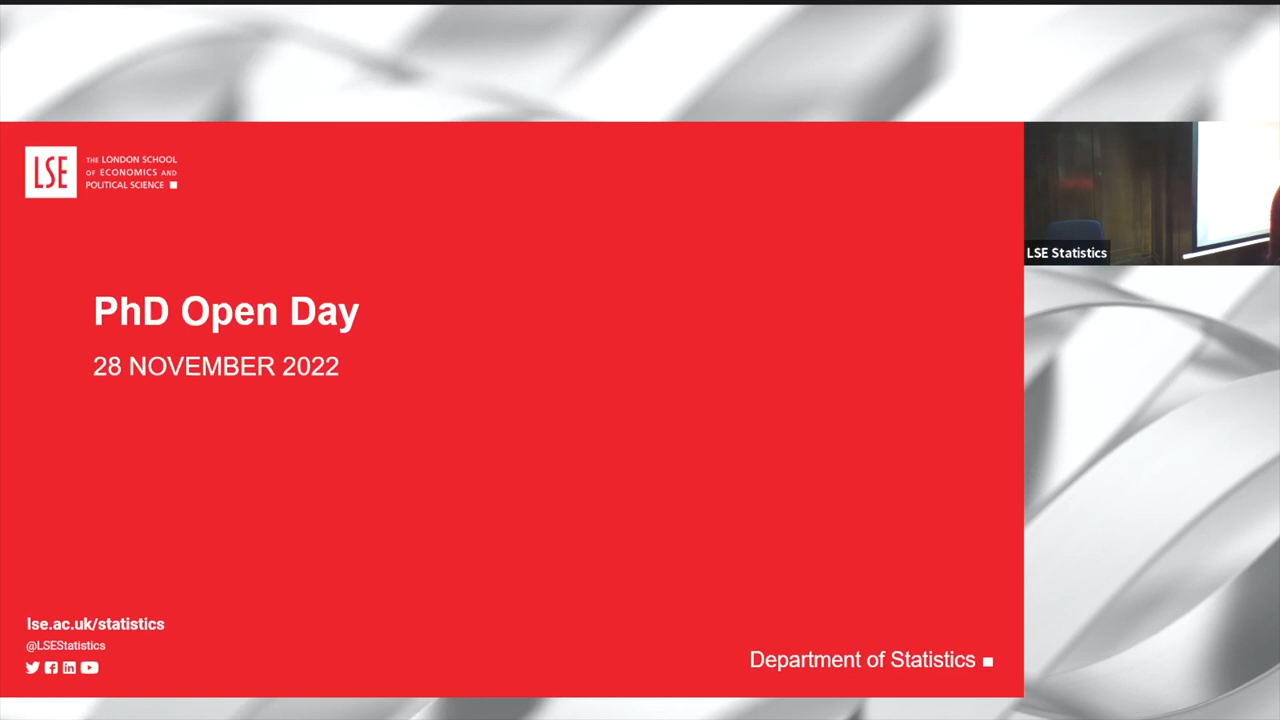 LSE
THE LONDON SCHOOL
OF ECONOMICS AND
POLITICAL SCIENCE
LSE Statistics
PhD Open Day
28 NOVEMBER 2022
lse.ac.uk/statistics
@LSEStatistics
Department of Statistics